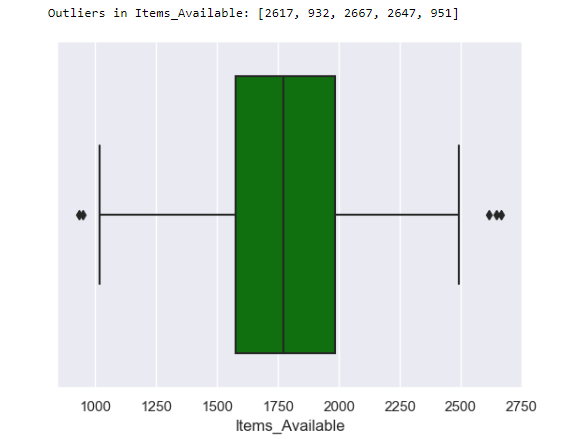 Outliers in Items_Available: [2617, 932, 2667, 2647, 951]
1000 1250 1500 1750 2000 2250 2500 2750
Items_Available